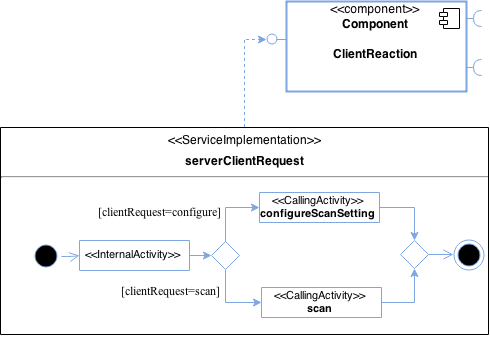 <<component>>
Component
ClientReaction
<<ServiceImplementation>>
serverClientRequest
[clientRequest=configure]
<<CallingActivity>>
configureScanSetting
<<InternalActivity>>
[clientRequest=scan]
<<CallingActivity>>
scan